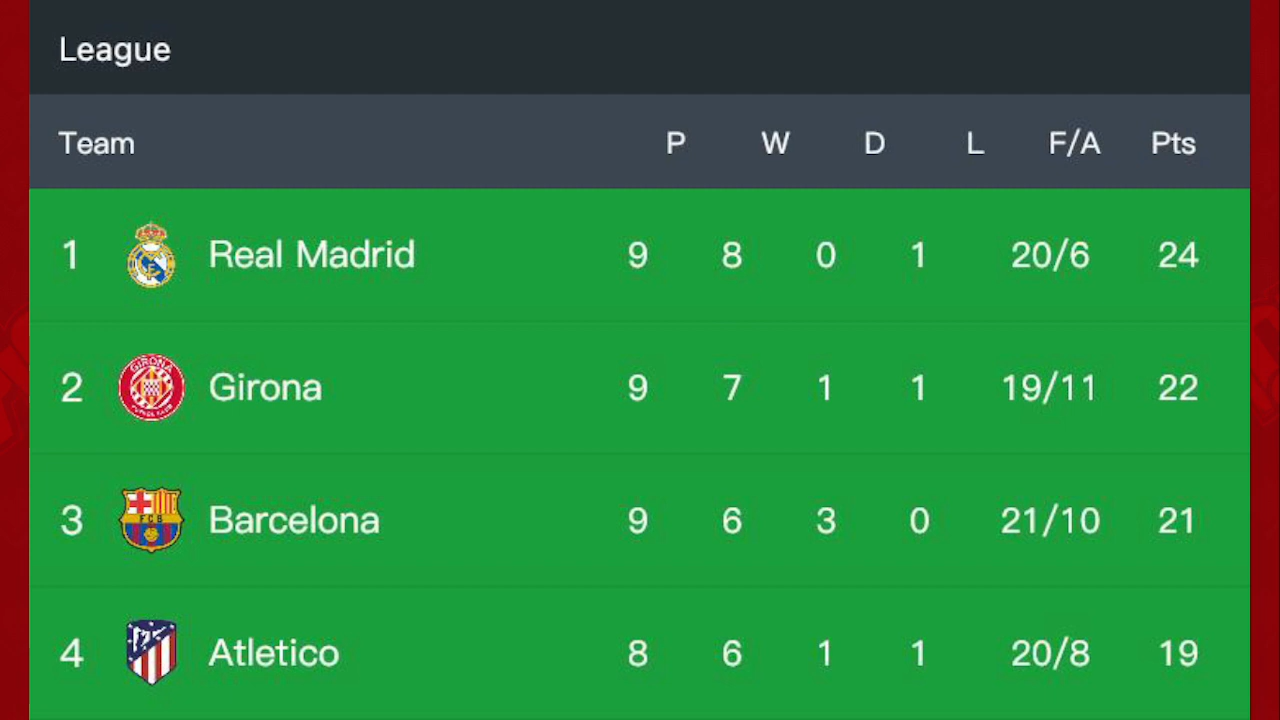 League
Team P W D L F/A Pts
1 Real Madrid 9 8 0 1 20/6 24
2 GIRONA Girona 9 7 1 1 19/11 22
3 FCB Barcelona 9 6 3 0 21/10 21
4 Atletico 8 6 1 1 20/8 19